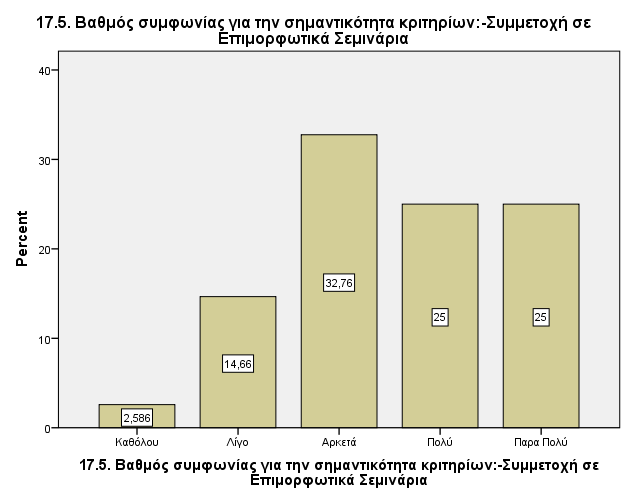 17.5. Βαθμός συμφωνίας για την σημαντικότητα κριτηρίων:-Συμμετοχή σε
Επιμορφωτικά Σεμινάρια
40
30
20
10
0
Percent
2,586
14,66
32,76
25
25
Καθόλου
Λίγο
Αρκετά
Πολύ
Παρα Πολύ
17.5. Βαθμός συμφωνίας για την σημαντικότητα κριτηρίων:-Συμμετοχή σε
Επιμορφωτικά Σεμινάρια